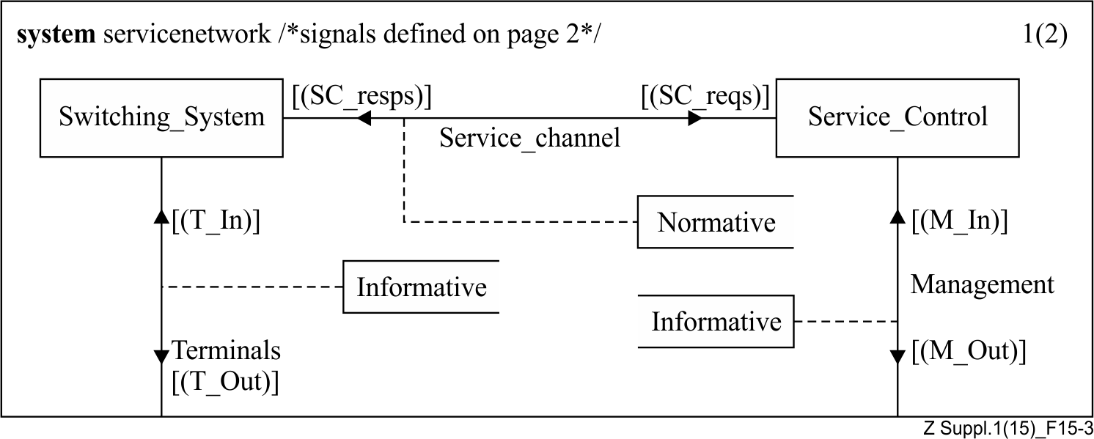 system servicenetwork /*signals defined on page 2*/ 1(2)
[(SC_resps)] [(SC_reqs)]
Switching_System Service_Control
Service_channel
[(T_In)] Normative [(M_In)]
Informative Management
Informative
Terminals [(M_Out)]
[(T_Out)]
Z Suppl.1(15)_F15-3